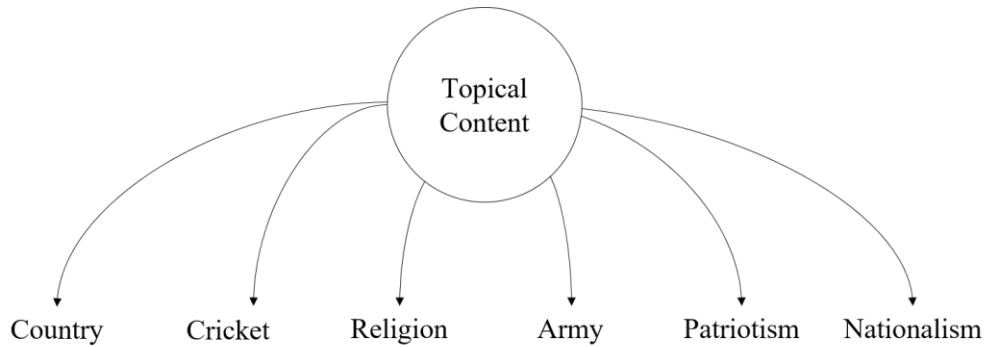 Topical
Content
Country Cricket Religion Army Patriotism Nationalism